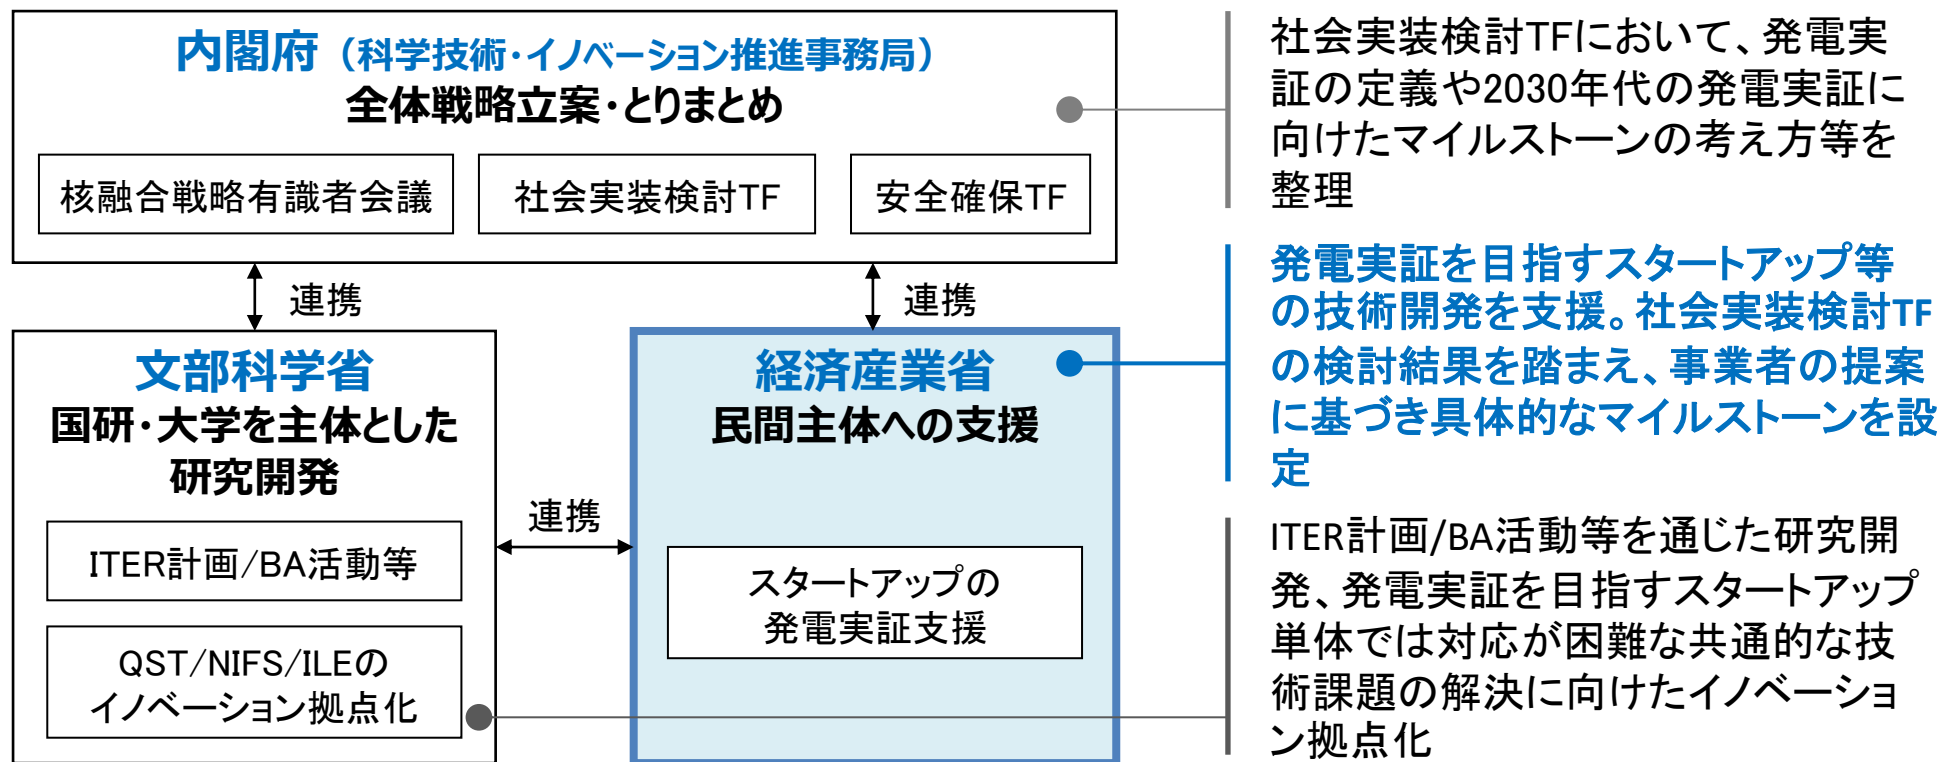 内閣府（科学技術・イノベーション推進事務局）
全体戦略立案・とりまとめ
核融合戦略有識者会議
社会実装検討TF
安全確保TF
連携
連携
文部科学省
国研・大学を主体とした
研究開発
ITER計画/BA活動等
QST/NIFS/ILEの
イノベーション拠点化
連携
経済産業省
民間主体への支援
スタートアップの
発電実証支援
社会実装検討TFにおいて、発電実
証の定義や2030年代の発電実証に
向けたマイルストーンの考え方等を
整理
発電実証を目指すスタートアップ等
の技術開発を支援。社会実装検討TF
の検討結果を踏まえ、事業者の提案
に基づき具体的なマイルストーンを設
定
ITER計画/BA活動等を通じた研究開
発、発電実証を目指すスタートアップ
単体では対応が困難な共通的な技
術課題の解決に向けたイノベーショ
ン拠点化